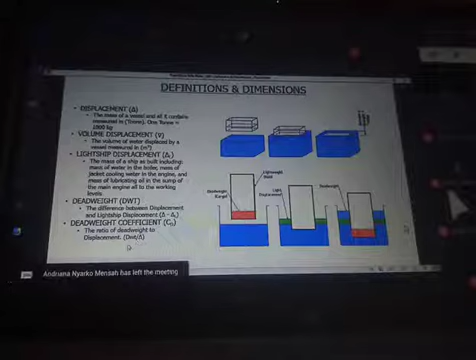 DEFINITIONS & DIMENSIONS
• DISPLACEMENT (Δ)
The mass of a vessel and all it contains
measured in (Tonne). One Tonne =
1000 kg
• VOLUME DISPLACEMENT (∇)
The volume of water displaced by a
vessel measured in (m³)
• LIGHTSHIP DISPLACEMENT
The mass of a ship as built including
mass of water in the boiler, mass of
jacket cooling water in the engine, and
mass of lubricating oil in the sump of
the main engine all to the working
levels.
• DEADWEIGHT (DWT)
The difference between Displacement
and Lightship Displacement
• DEADWEIGHT COEFFICIENT
The ratio of deadweight to
Displacement. (Dwt/Δ)
Lightweight
Deadweight
Light
Displacement
Deadweight
Andriana Nyarko Mensah has left the meeting